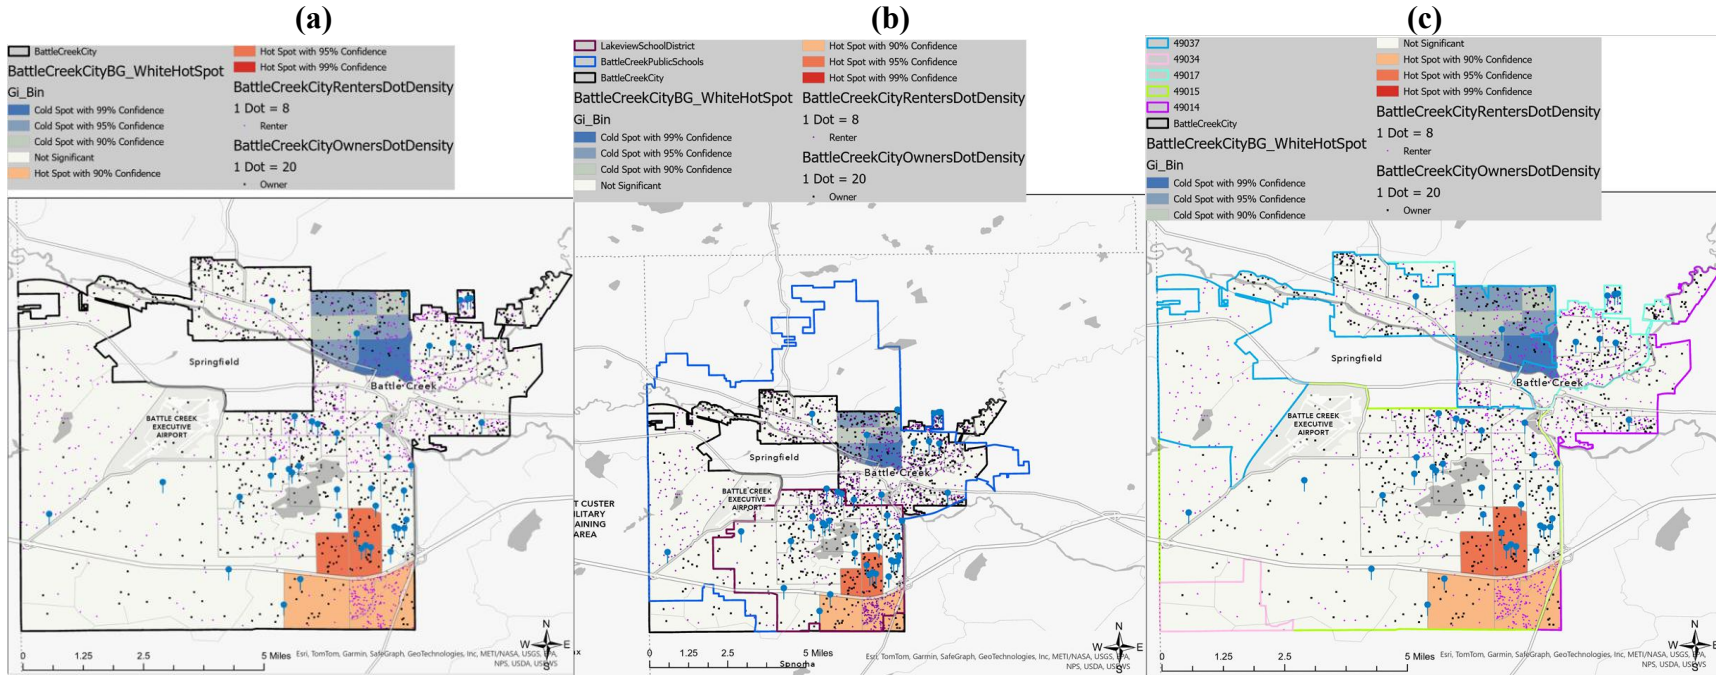 (a)
BattleCreekCity
BattleCreekCityBG_WhiteHotSpot
Gi_Bin
Cold Spot with 99% Confidence
Cold Spot with 95% Confidence
Cold Spot with 90% Confidence
Not Significant
Hot Spot with 90% Confidence
Hot Spot with 95% Confidence
Hot Spot with 99% Confidence
BattleCreekCityRentersDotDensity
1 Dot = 8
Renter
BattleCreekCityOwnersDotDensity
1 Dot = 20
Owner
Springfield
Battle Creek
BATTLE CREEK
EXECUTIVE
AIRPORT
N
W E
S
0 1.25 2.5 5 Miles
Esri, TomTom, Garmin, SafeGraph, GeoTechnologies, Inc, METI/NASA, USGS, EPA,
NPS, USDA, USFWS
(b)
LakeviewSchoolDistrict
BattleCreekPublicSchools
BattleCreekCity
BattleCreekCityBG_WhiteHotSpot
Gi_Bin
Cold Spot with 99% Confidence
Cold Spot with 95% Confidence
Cold Spot with 90% Confidence
Not Significant
Hot Spot with 90% Confidence
Hot Spot with 95% Confidence
Hot Spot with 99% Confidence
BattleCreekCityRentersDotDensity
1 Dot = 8
Renter
BattleCreekCityOwnersDotDensity
1 Dot = 20
Owner
Springfield
Battle Creek
BATTLE CREEK
EXECUTIVE
AIRPORT
T CUSTER
ILITARY
AINING
AREA
N
W E
S
0 1.25 2.5 5 Miles
Esri, TomTom, Garmin, SafeGraph, GeoTechnologies, Inc, METI/NASA, USGS, EPA,
NPS, USDA, USFWS
Sonoma
(c)
49037
49034
49017
49015
49014
BattleCreekCity
BattleCreekCityBG_WhiteHotSpot
Gi_Bin
Cold Spot with 99% Confidence
Cold Spot with 95% Confidence
Cold Spot with 90% Confidence
Not Significant
Hot Spot with 90% Confidence
Hot Spot with 95% Confidence
Hot Spot with 99% Confidence
BattleCreekCityRentersDotDensity
1 Dot = 8
Renter
BattleCreekCityOwnersDotDensity
1 Dot = 20
Owner
Springfield
Battle Creek
BATTLE CREEK
EXECUTIVE
AIRPORT
N
W E
S
0 1.25 2.5 5 Miles
Esri, TomTom, Garmin, SafeGraph, GeoTechnologies, Inc, METI/NASA, USGS, EPA,
NPS, USDA, USFWS